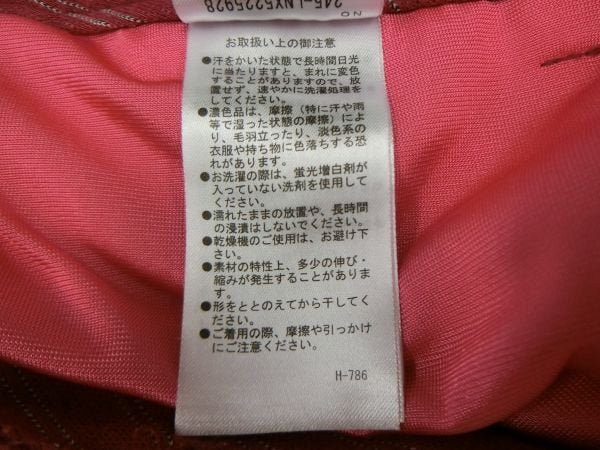 NO
245-LNX5225928
お取扱い上の御注意
●汗をかいた状態で長時間日光
に当たりますと、まれに変色
することがありますので、放
置せず、速やかに洗濯処理を
してください。
●濃色品は、摩擦（特に汗や雨
等で湿った状態の摩擦）によ
り、毛羽立ったり、淡色系の
衣服や持ち物に色落ちする恐
れがあります。
●お洗濯の際は、蛍光増白剤が
入っていない洗剤を使用して
ください。
●濡れたままの放置や、長時間
の浸漬はしないでください。
●乾燥機のご使用は、お避け下
さい。
●素材の特性上、多少の伸び・
縮みが発生することがありま
す。
●形をととのえてから干してく
ださい。
●ご着用の際、摩擦や引っかけ
にご注意ください。
H-786